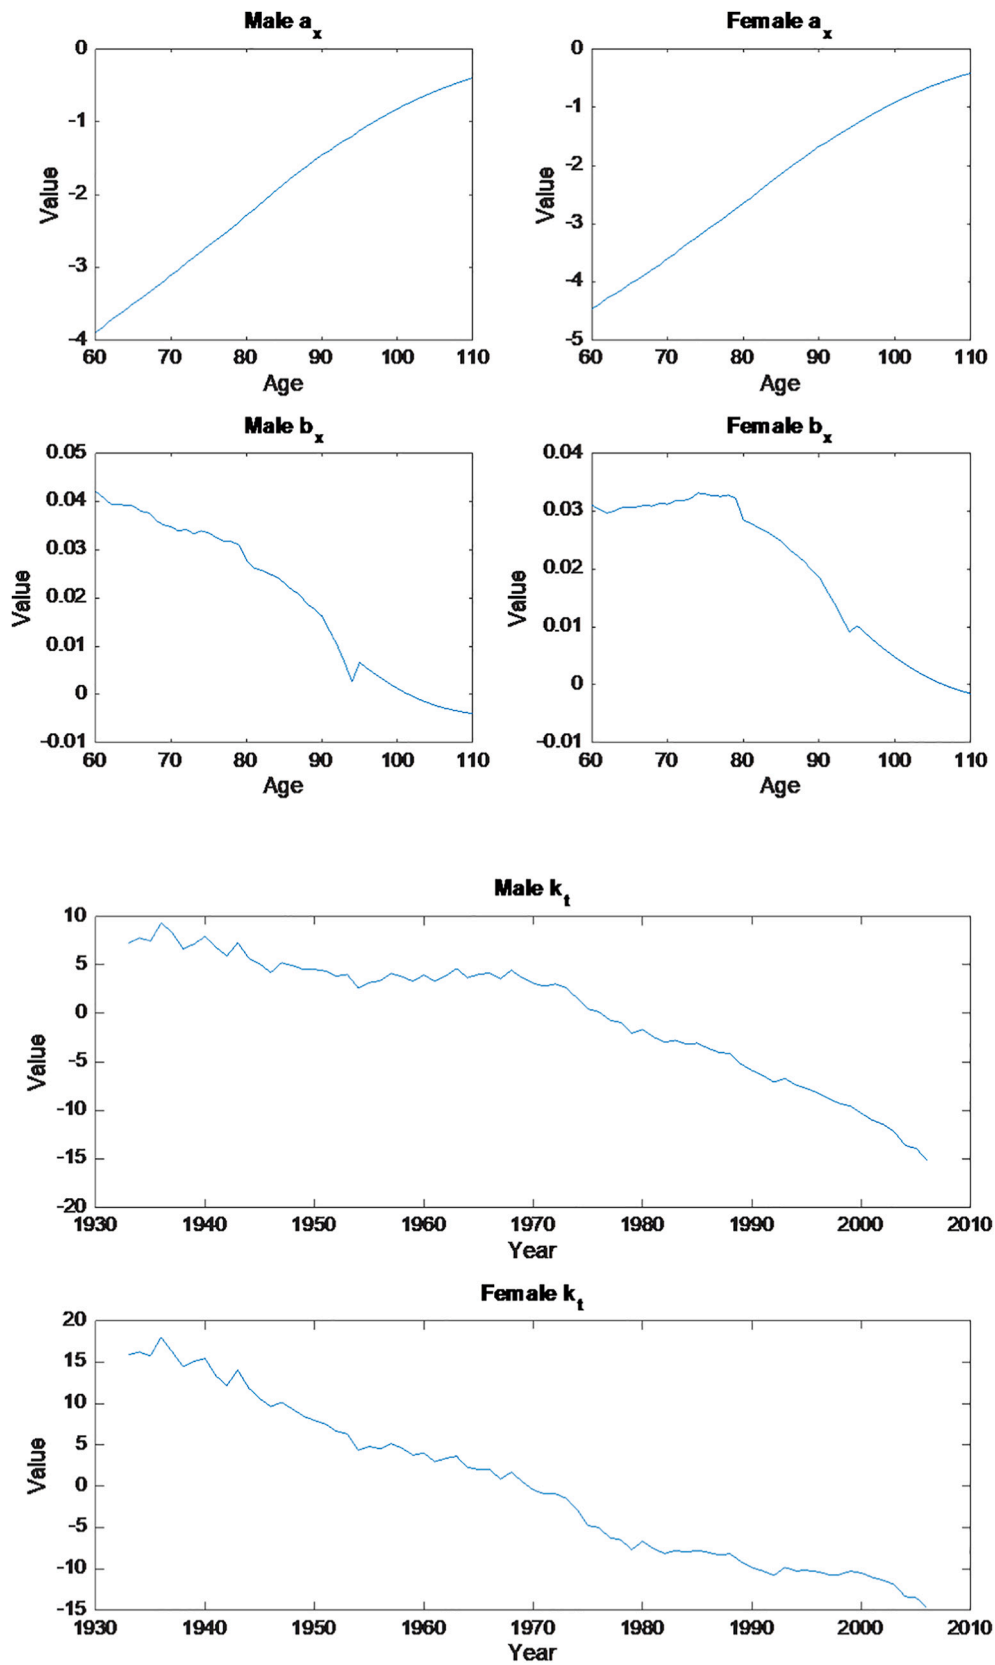 Male a_x
Female a_x
0
-1
-2
-3
-4
Value
60 70 80 90 100 110
Age
0
-1
-2
-3
-4
-5
Value
60 70 80 90 100 110
Age
Male b_x
Female b_x
0.05
0.04
0.03
0.02
0.01
0
-0.01
Value
60 70 80 90 100 110
Age
0.04
0.03
0.02
0.01
0
-0.01
Value
60 70 80 90 100 110
Age
Male k_t
10
5
0
-5
-10
-15
-20
Value
1930 1940 1950 1960 1970 1980 1990 2000 2010
Year
Female k_t
20
15
10
5
0
-5
-10
-15
Value
1930 1940 1950 1960 1970 1980 1990 2000 2010
Year